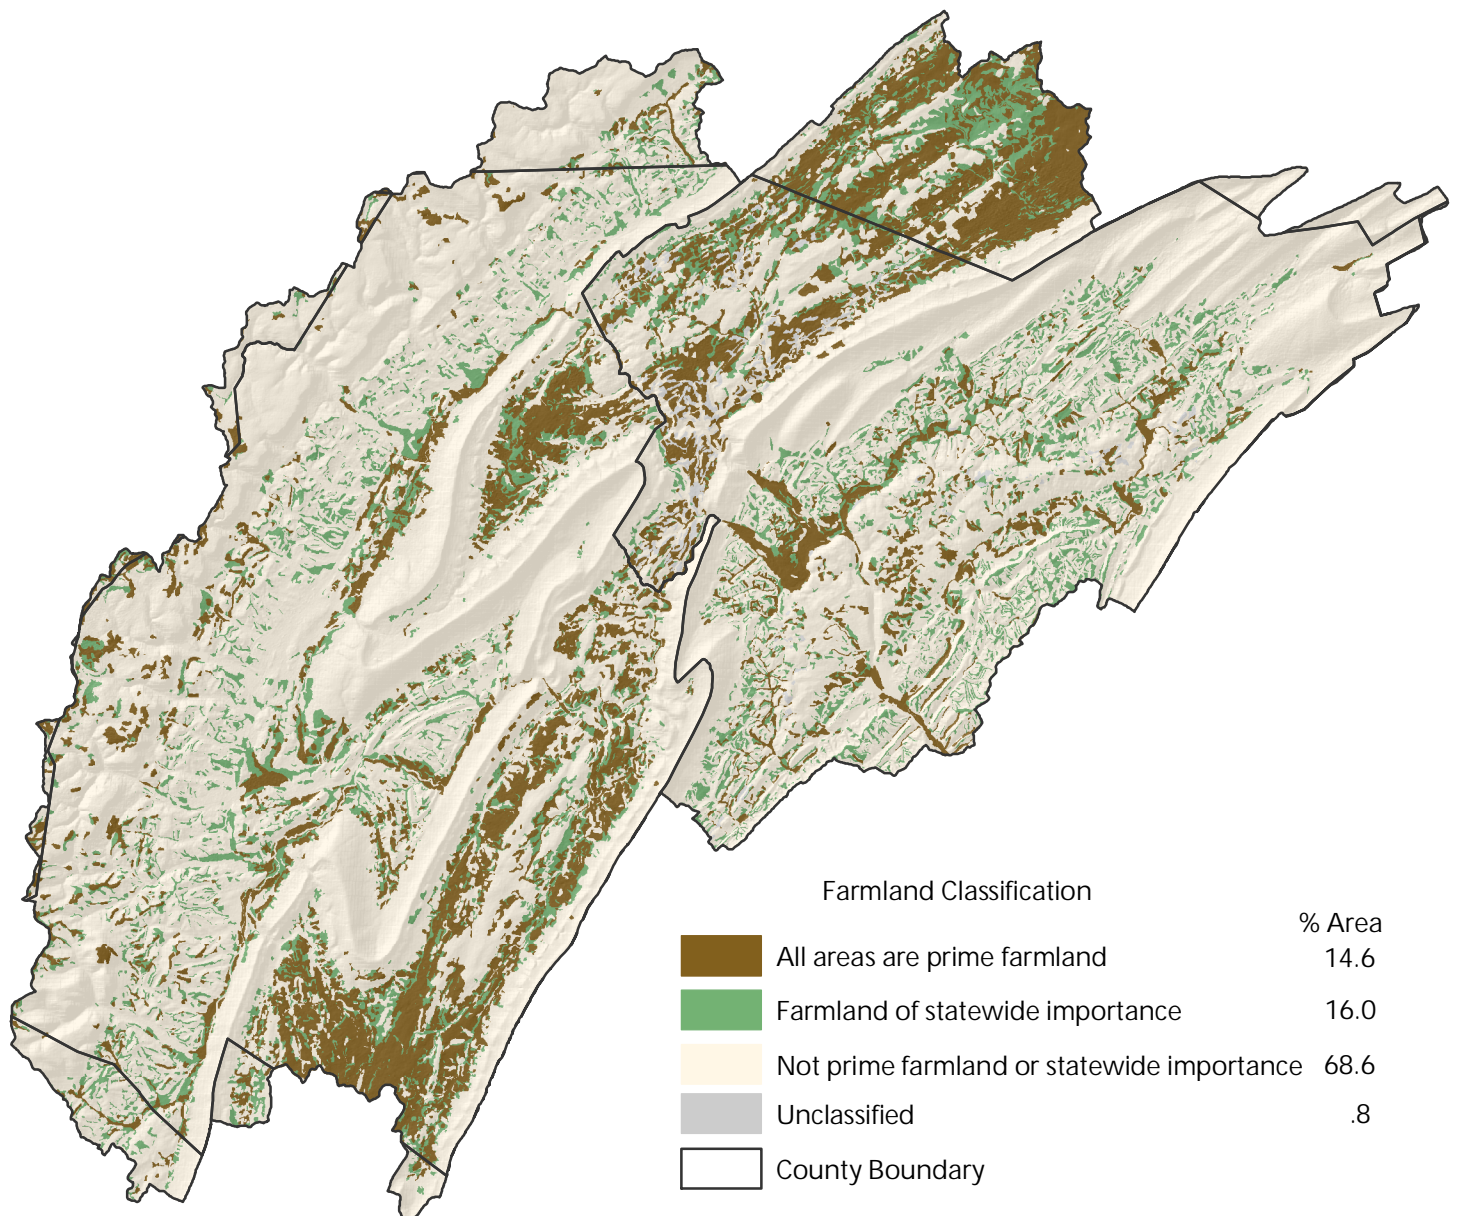 Farmland Classification
% Area
All areas are prime farmland 14.6
Farmland of statewide importance 16.0
Not prime farmland or statewide importance 68.6
Unclassified .8
County Boundary